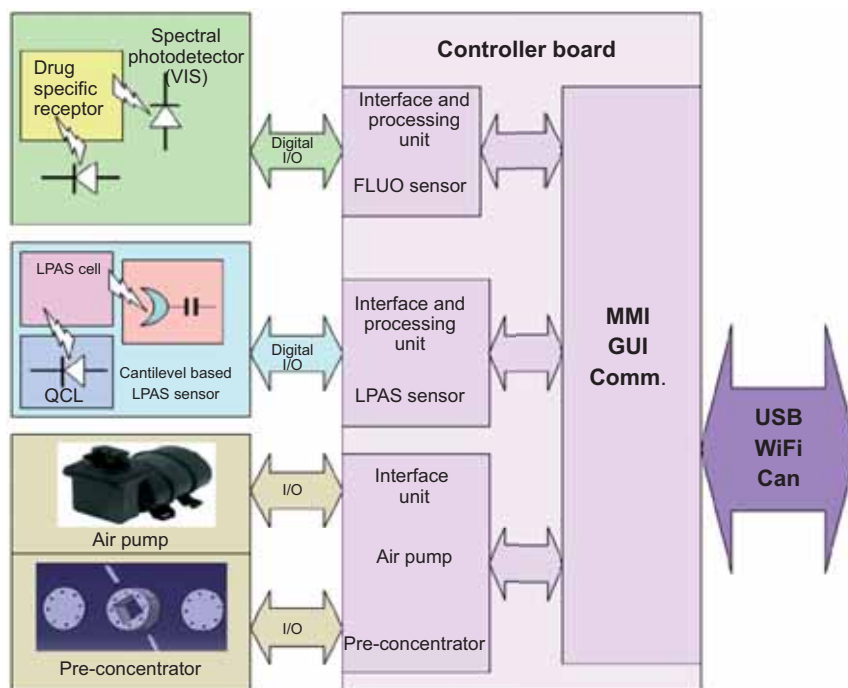 Spectral
photodetector
(VIS)
Drug
specific
receptor
Digital
I/O
Controller board
Interface and
processing
unit
FLUO sensor
LPAS cell
QCL
Cantilevel based
LPAS sensor
Digital
I/O
Interface and
processing
unit
LPAS sensor
MMI
GUI
Comm.
USB
WiFi
Can
Air pump
I/O
Interface
unit
Air pump
Pre-concentrator
I/O
Pre-concentrator